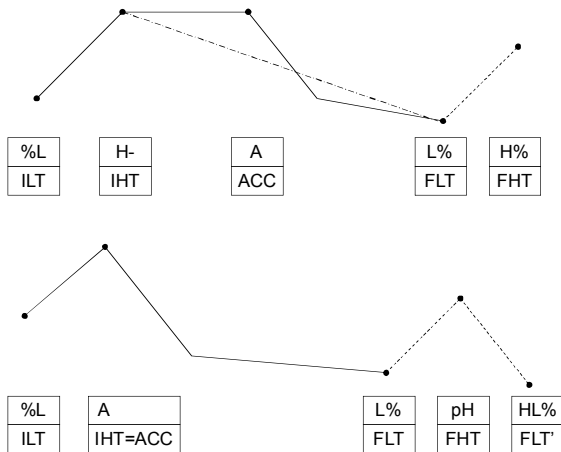 %L H- A L% H%
ILT IHT ACC FLT FHT
%L A L% pH HL%
ILT IHT=ACC FLT FHT FLT'